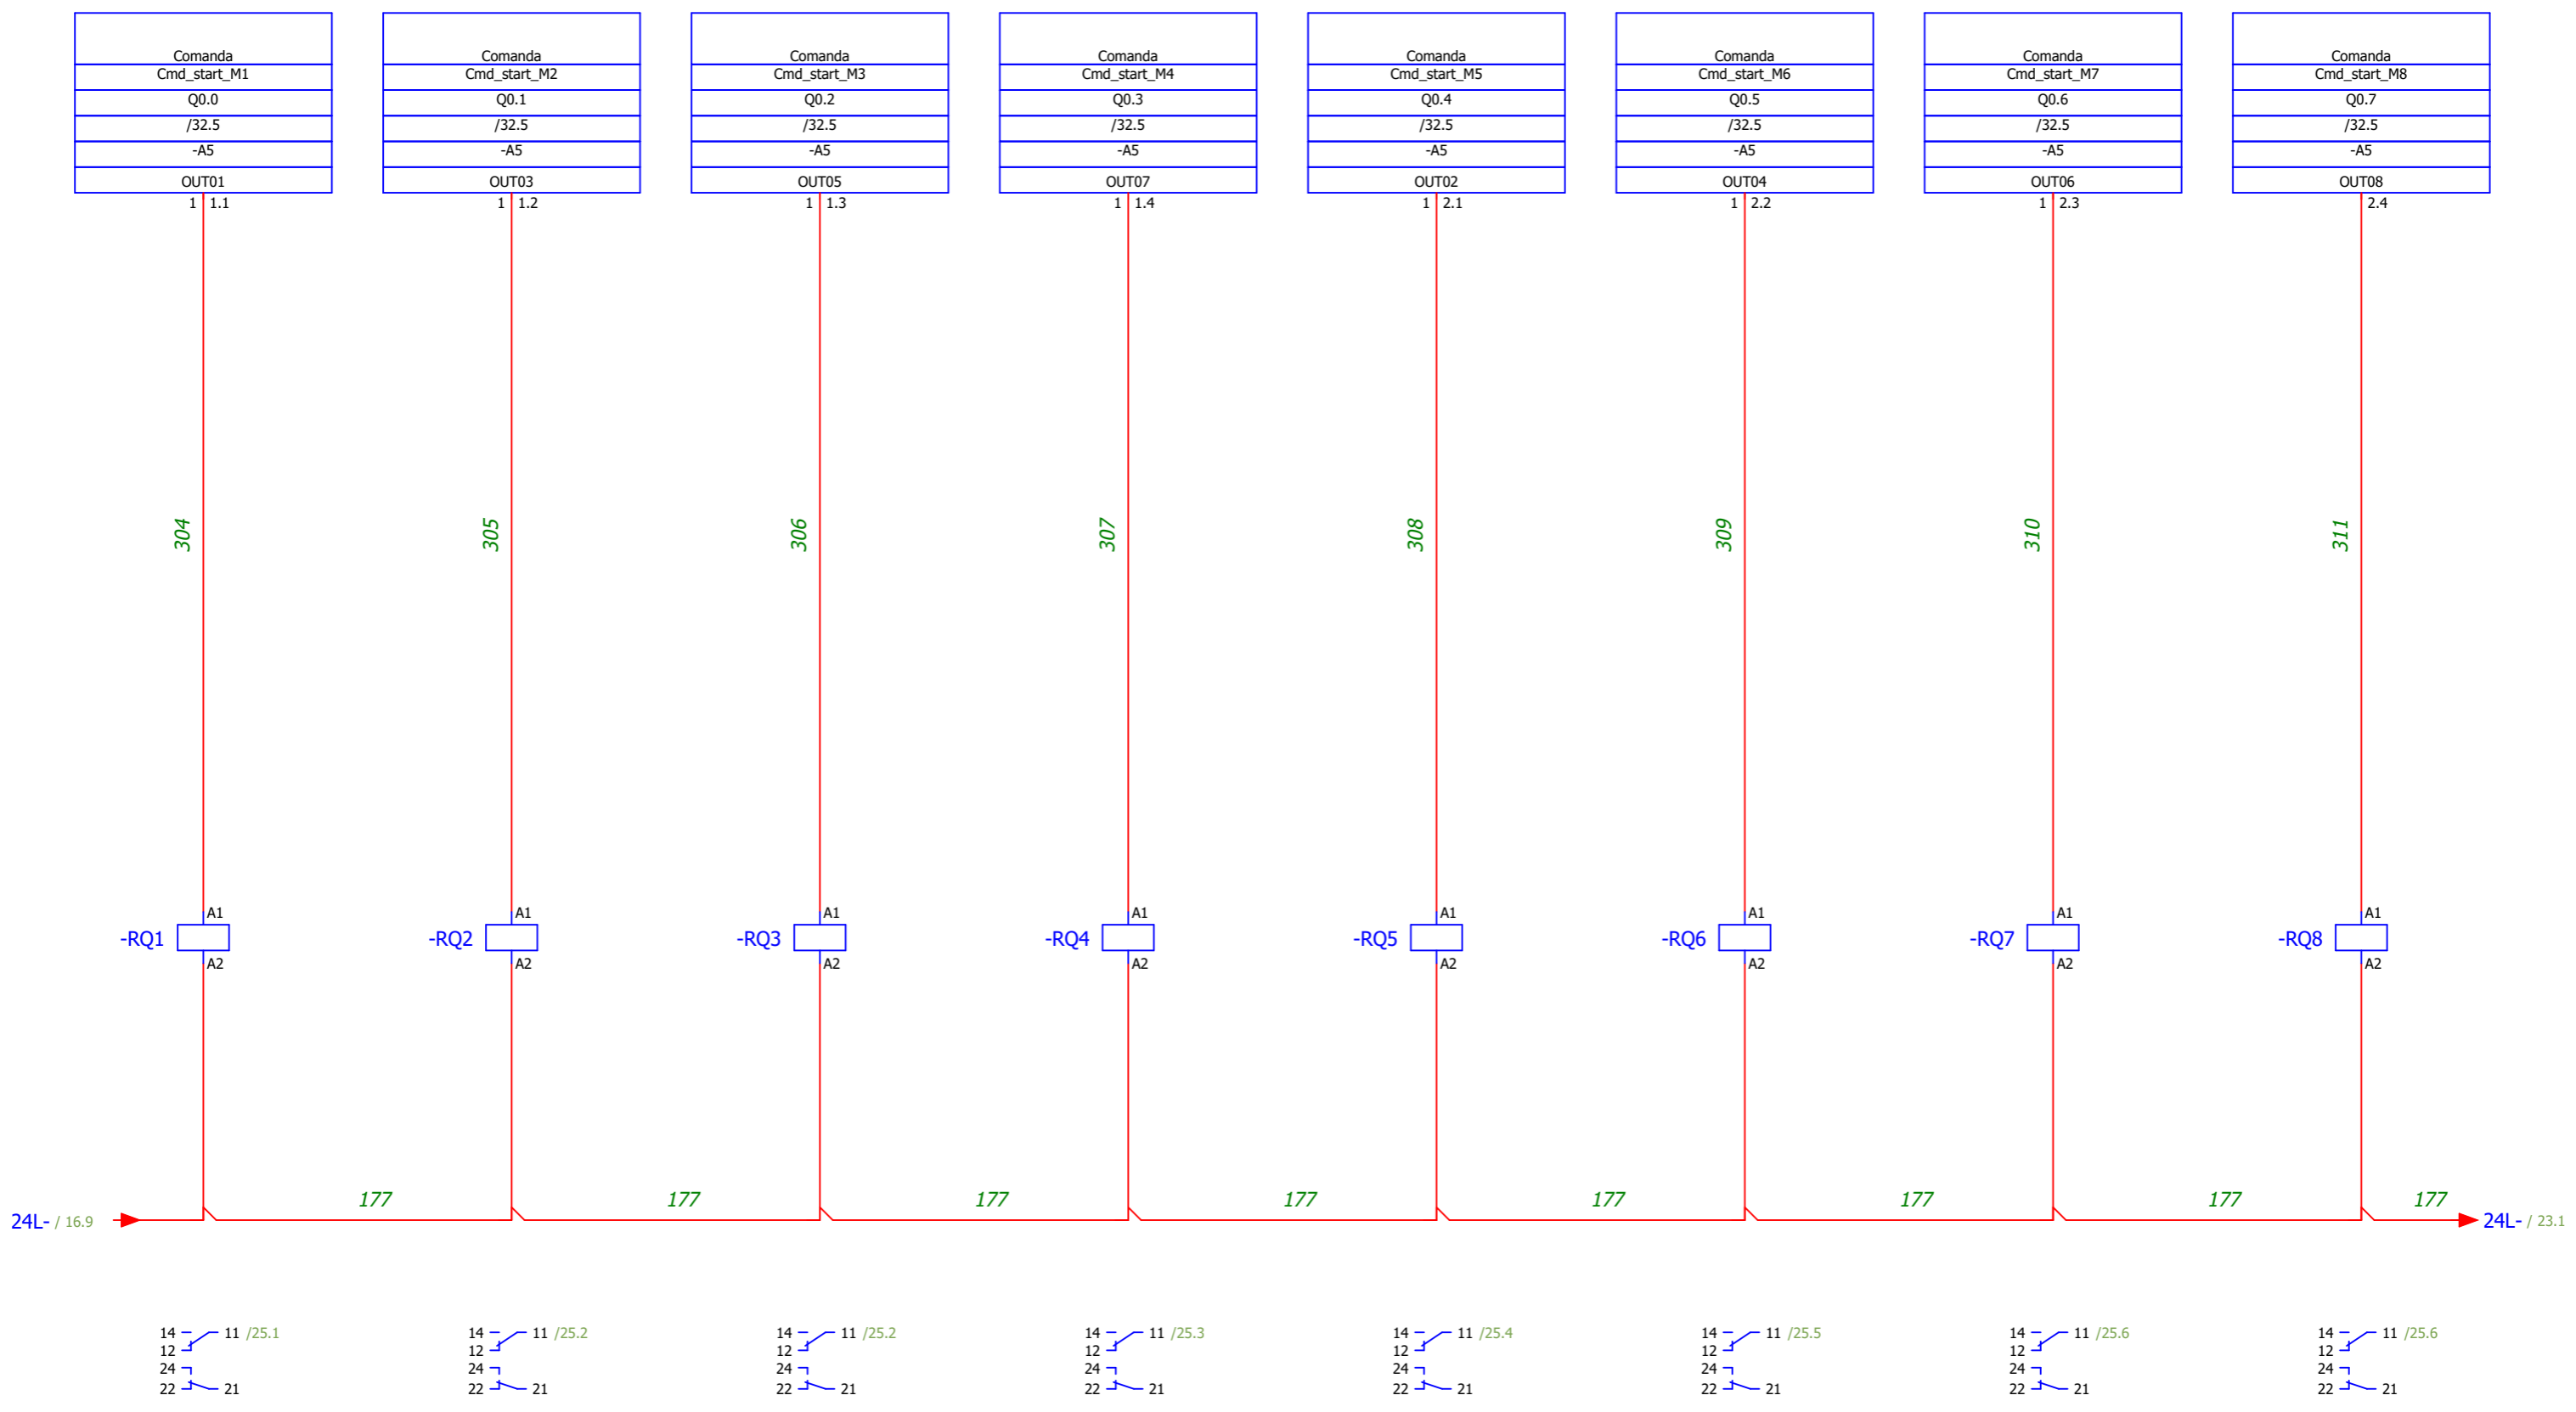 Comanda Comanda Comanda Comanda Comanda Comanda Comanda Comanda
Cmd_start_M1 Cmd_start_M2 Cmd_start_M3 Cmd_start_M4 Cmd_start_M5 Cmd_start_M6 Cmd_start_M7 Cmd_start_M8
Q0.0 Q0.1 Q0.2 Q0.3 Q0.4 Q0.5 Q0.6 Q0.7
/32.5 /32.5 /32.5 /32.5 /32.5 /32.5 /32.5 /32.5
-A5 -A5 -A5 -A5 -A5 -A5 -A5 -A5
OUT01 OUT03 OUT05 OUT07 OUT02 OUT04 OUT06 OUT08
1 1.1 1 1.2 1 1.3 1 1.4 1 2.1 1 2.2 1 2.3 2.4
304 305 306 307 308 309 310 311
A1 A1 A1 A1 A1 A1 A1 A1
-RQ1 -RQ2 -RQ3 -RQ4 -RQ5 -RQ6 -RQ7 -RQ8
A2 A2 A2 A2 A2 A2 A2 A2
177 177 177 177 177 177 177 177
24L- / 16.9 24L- / 23.1
14 11 /25.1 14 11 /25.2 14 11 /25.2 14 11 /25.3 14 11 /25.4 14 11 /25.5 14 11 /25.6 14 11 /25.6
12 12 12 12 12 12 12 12
24 24 24 24 24 24 24 24
22 21 22 21 22 21 22 21 22 21 22 21 22 21 22 21